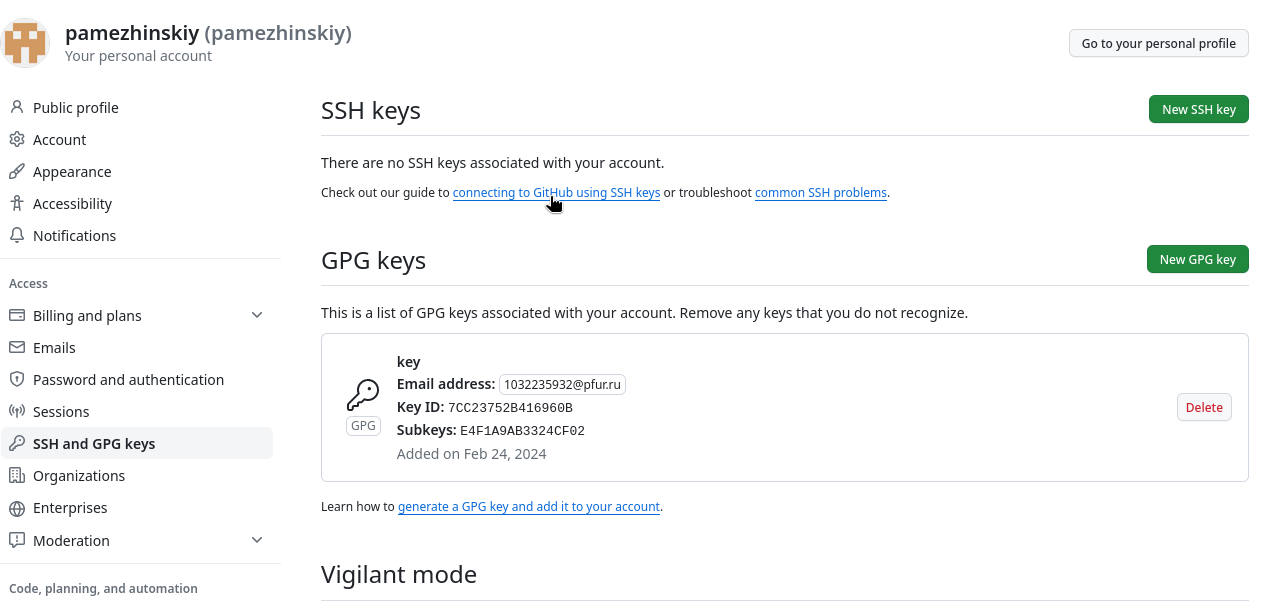 pamezhinskiy (pamezhinskiy)
Your personal account
Go to your personal profile
Public profile
Account
Appearance
Accessibility
Notifications
Access
Billing and plans
Emails
Password and authentication
Sessions
SSH and GPG keys
Organizations
Enterprises
Moderation
Code, planning, and automation
SSH keys
New SSH key
There are no SSH keys associated with your account.
Check out our guide to connecting to GitHub using SSH keys or troubleshoot common SSH problems.
GPG keys
New GPG key
This is a list of GPG keys associated with your account. Remove any keys that you do not recognize.
GPG
key
Email address: 1032235932@pfur.ru
Key ID: 7CC23752B416960B
Subkeys: E4F1A9AB3324CF02
Added on Feb 24, 2024
Delete
Learn how to generate a GPG key and add it to your account.
Vigilant mode